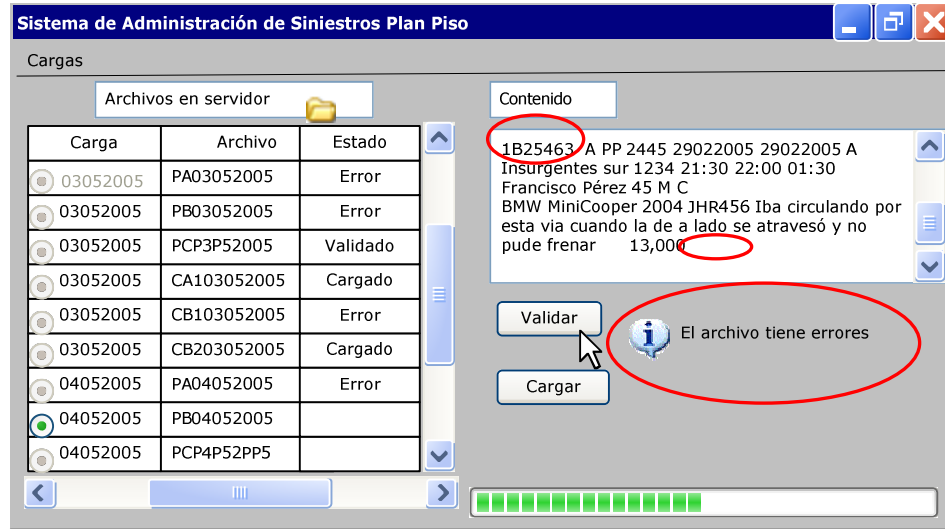 Sistema de Administración de Siniestros Plan Piso
Cargas
Archivos en servidor
Carga Archivo Estado
03052005 PA03052005 Error
03052005 PB03052005 Error
03052005 PCP3P52005 Validado
03052005 CA103052005 Cargado
03052005 CB103052005 Error
03052005 CB203052005 Cargado
04052005 PA04052005 Error
04052005 PB04052005
04052005 PCP4P52PP5
Contenido
1B25463 A PP 2445 29022005 29022005 A
Insurgentes sur 1234 21:30 22:00 01:30
Francisco Pérez 45 M C
BMW MiniCooper 2004 JHR456 Iba circulando por
esta via cuando la de a lado se atravesó y no
pude frenar 13,000
Validar
El archivo tiene errores
Cargar